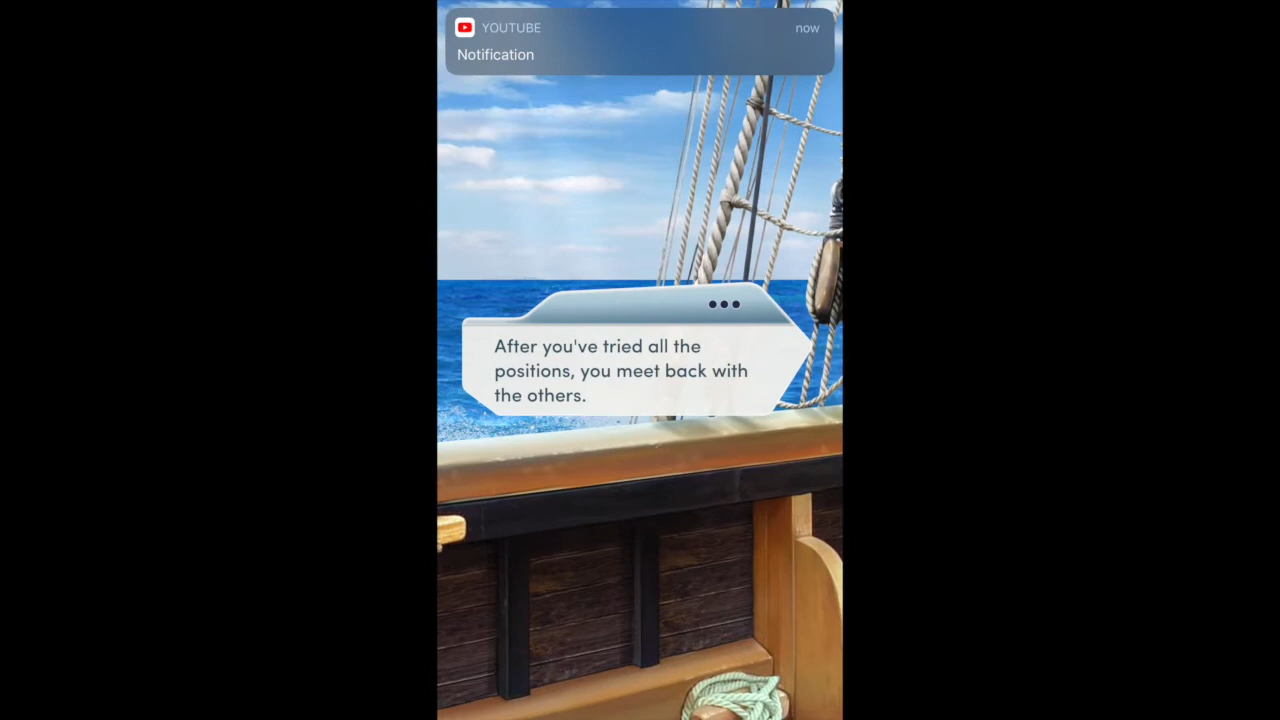 YOUTUBE now
Notification
After you've tried all the
positions, you meet back with
the others.